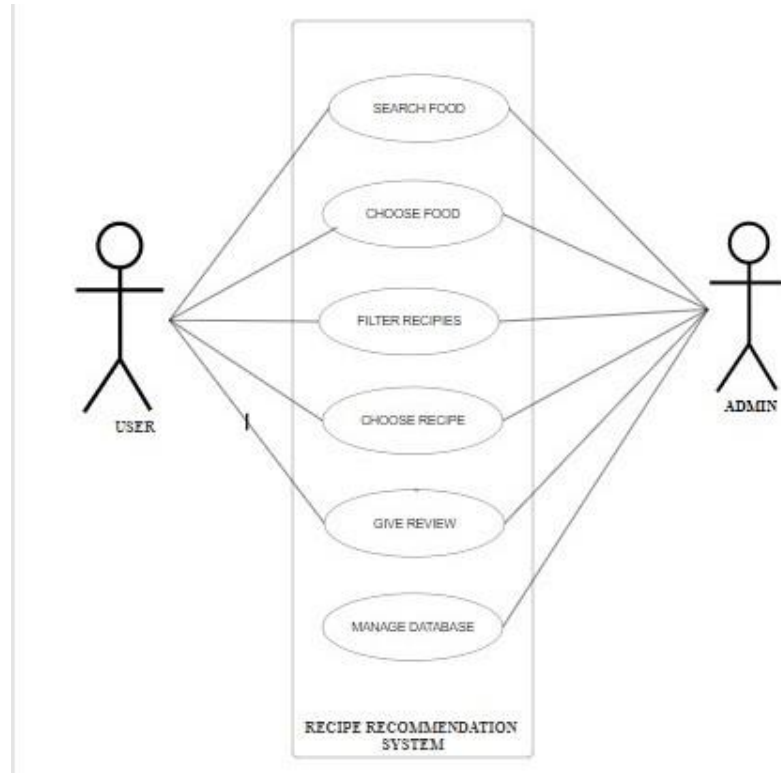 SEARCH FOOD
CHOOSE FOOD
FILTER RECIPIES
CHOOSE RECIPE
GIVE REVIEW
MANAGE DATABASE
USER
ADMIN
RECIPE RECOMMENDATION
SYSTEM